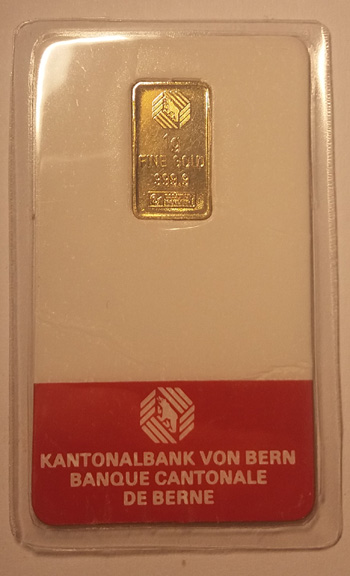 1g
FINE GOLD
999,9
KANTONALBANK VON BERN
BANQUE CANTONALE
DE BERNE